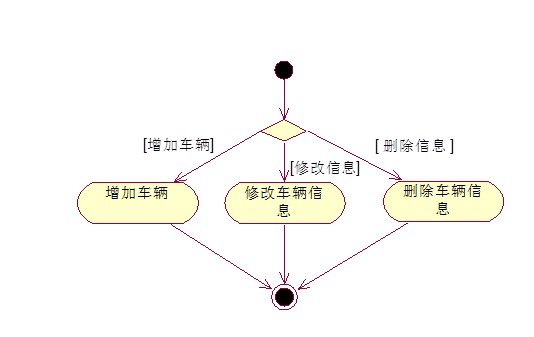 [增加车辆]
[ 删除信息 ]
[修改信息]
增加车辆
修改车辆信
息
删除车辆信
息